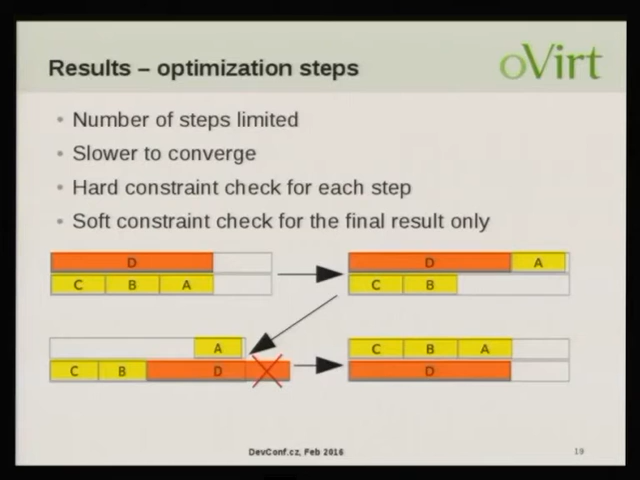 Results – optimization steps
oVirt
• Number of steps limited
• Slower to converge
• Hard constraint check for each step
• Soft constraint check for the final result only
D
C B A
D A
C B
A
C B D
C B A
D
DevConf.cz, Feb 2016
19